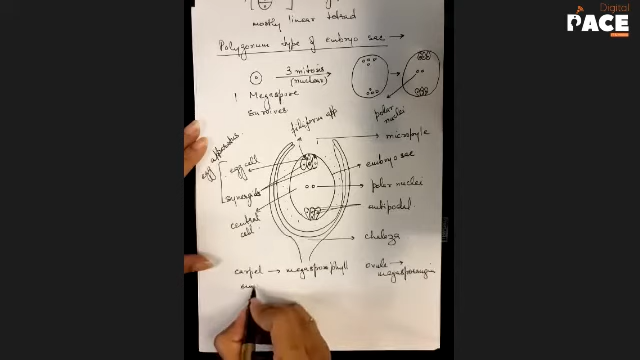 mostly linear tetrad
Digital
PACE
Polygonum type of embryo sac →
3 mitosis
(nuclear)
1 Megaspore
Survives
polar
nuclei
filiform app
egg apparatus
micropyle
egg cell
embryo sac
synergids
polar nuclei
central
cell
antipodal
chalaza
carpel → megasporophyll
ovule → megasporangium